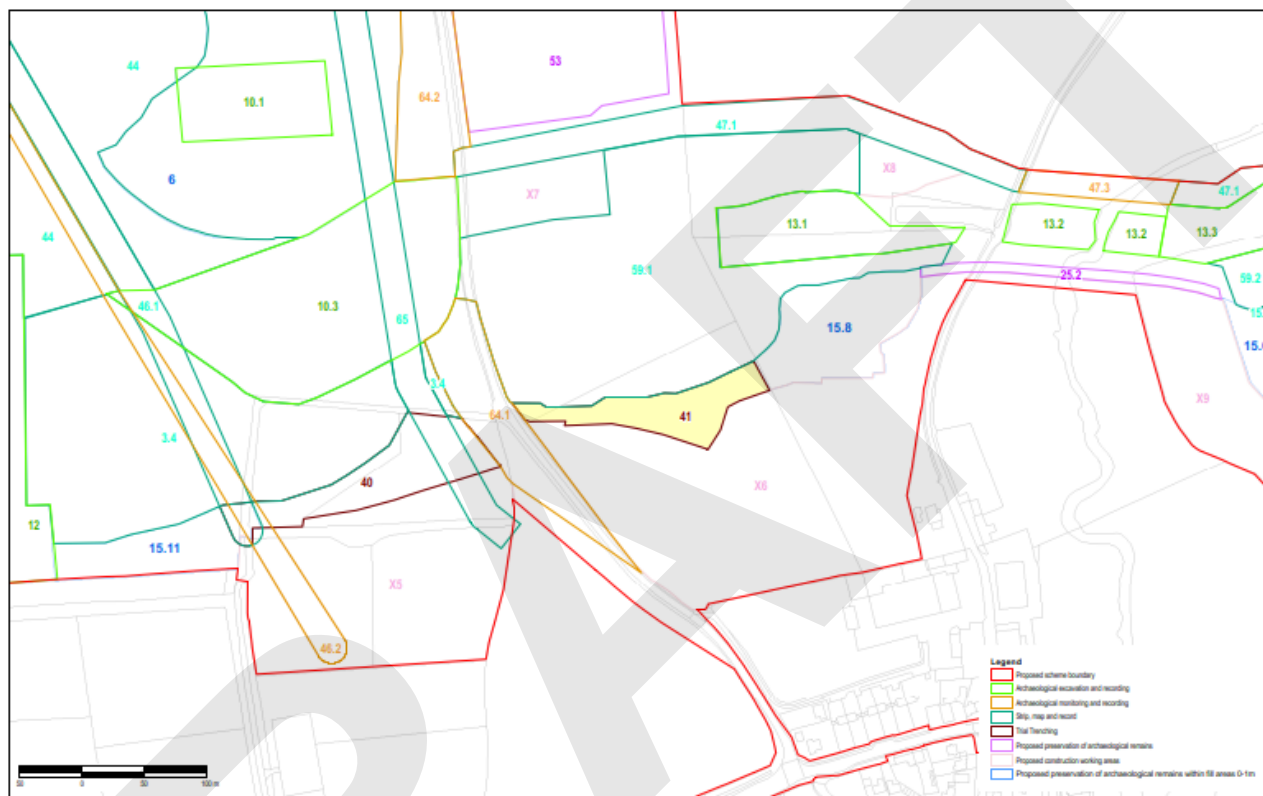 44
10.1
64.2
53
47.1
6
X7
X8
47.3
47.1
13.1
13.2
13.2
13.3
44
46.1
10.3
65
59.1
25.2
59.2
15.8
3.4
3.4
64.1
41
X9
40
X6
12
15.11
X5
46.2
DRAFT
Legend
Proposed scheme boundary
Archaeological excavation and recording
Archaeological monitoring and recording
Strip, map and record
Trial Trenching
Proposed preservation of archaeological remains
Proposed construction working areas
Proposed preservation of archaeological remains within fill areas 0-1m
50 0 50 100 m